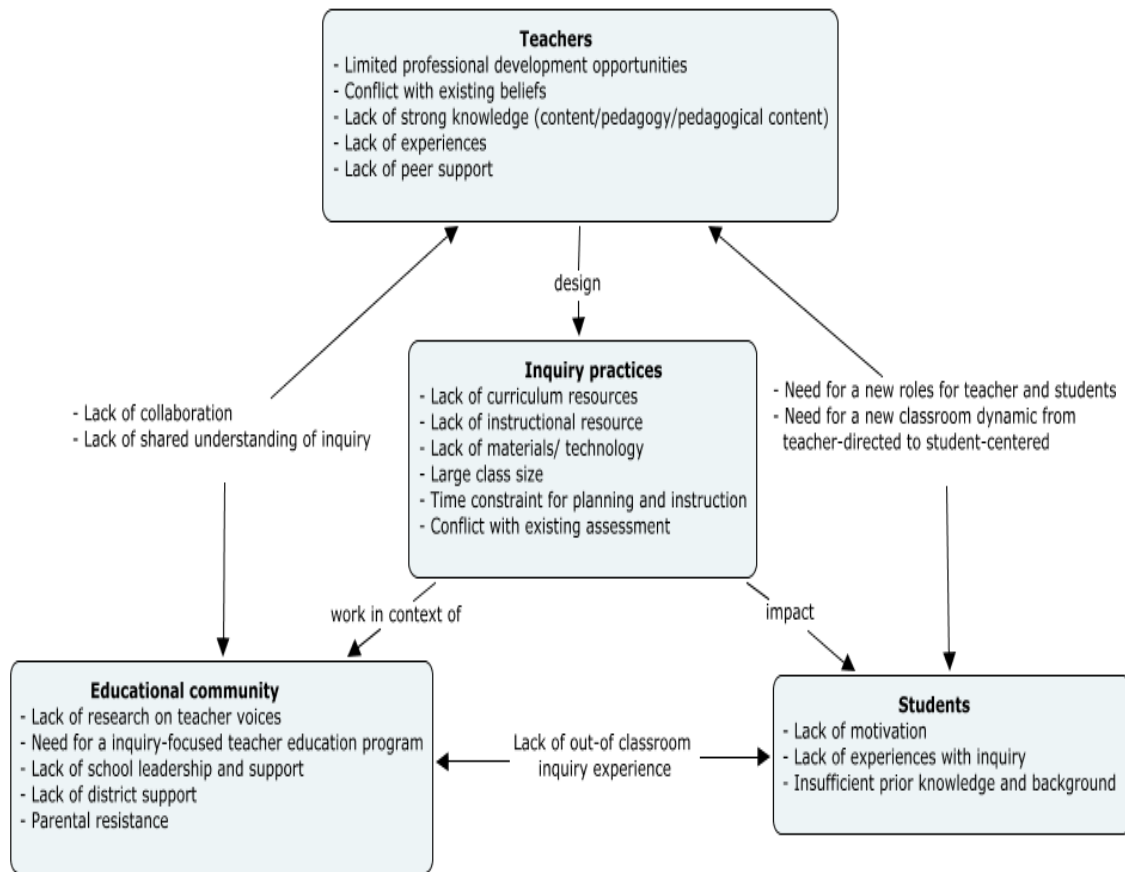 Teachers
- Limited professional development opportunities
- Conflict with existing beliefs
- Lack of strong knowledge (content/pedagogy/pedagogical content)
- Lack of experiences
- Lack of peer support
design
Inquiry practices
- Lack of curriculum resources
- Lack of instructional resource
- Lack of materials/ technology
- Large class size
- Time constraint for planning and instruction
- Conflict with existing assessment
- Lack of collaboration
- Lack of shared understanding of inquiry
- Need for a new roles for teacher and students
- Need for a new classroom dynamic from
teacher-directed to student-centered
work in context of
impact
Educational community
- Lack of research on teacher voices
- Need for a inquiry-focused teacher education program
- Lack of school leadership and support
- Lack of district support
- Parental resistance
Lack of out-of classroom
inquiry experience
Students
- Lack of motivation
- Lack of experiences with inquiry
- Insufficient prior knowledge and background